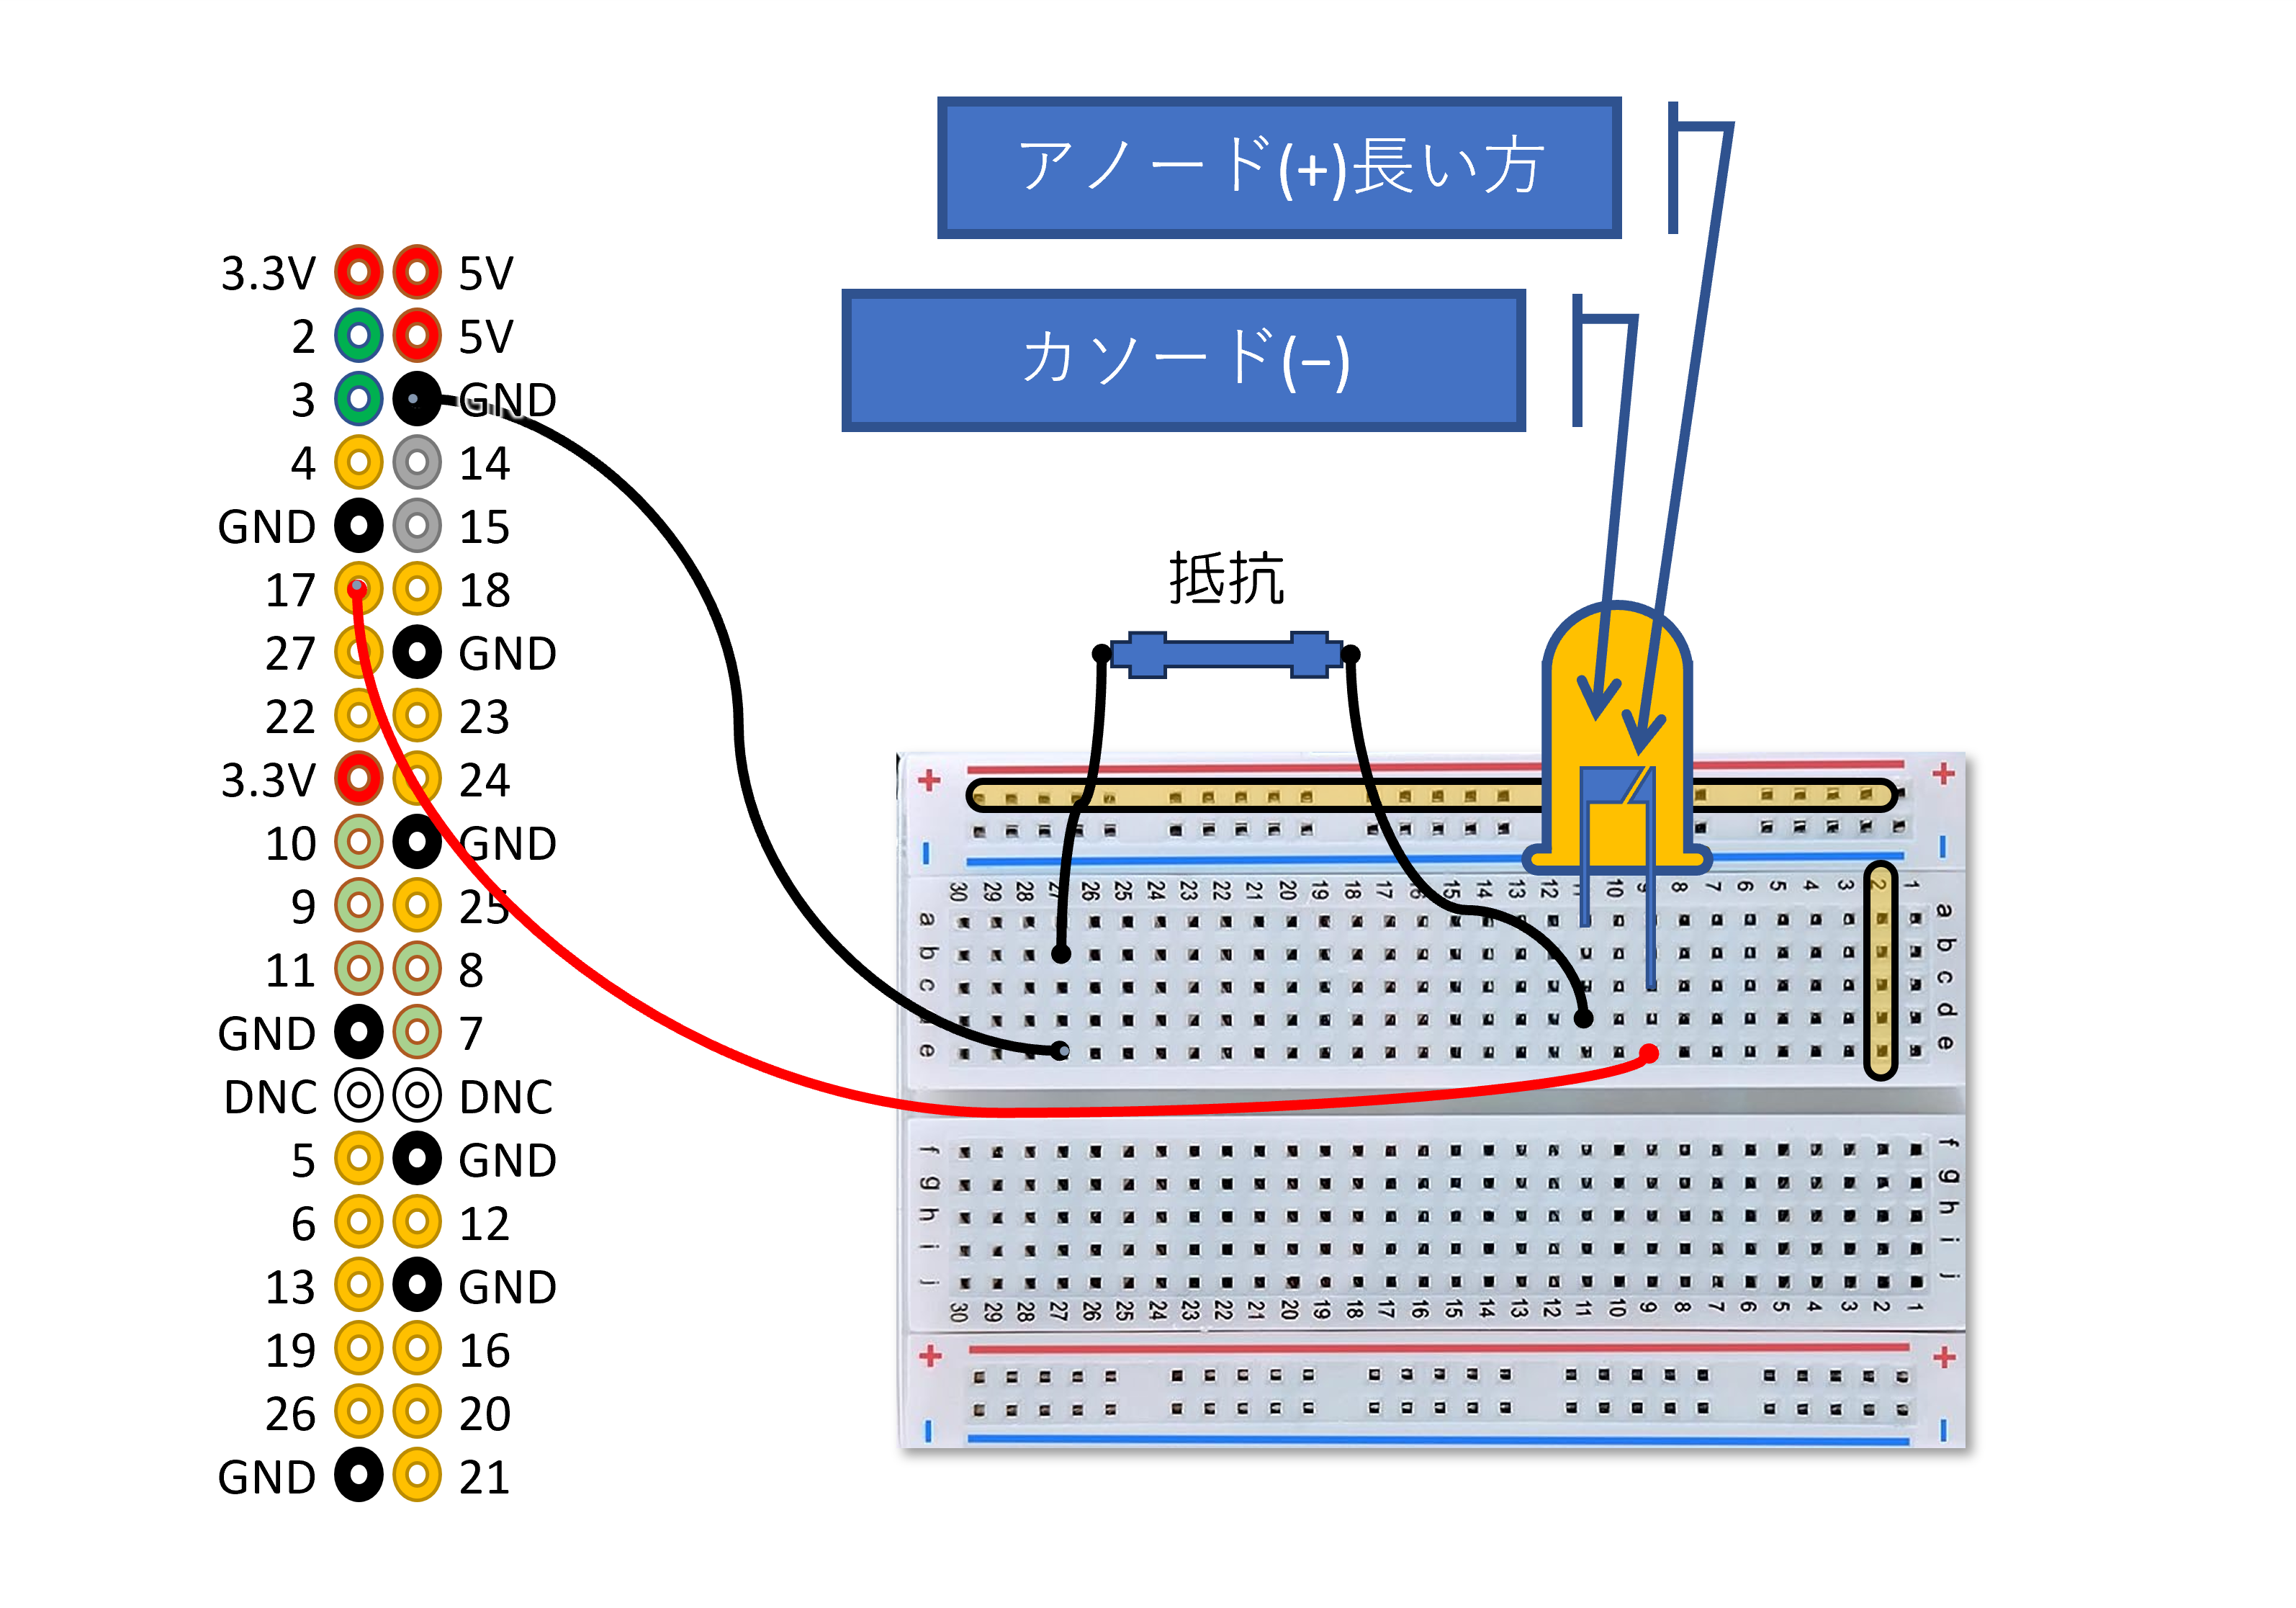 アノード(+)長い方
カソード(−)
抵抗
3.3V 5V
2 5V
3 GND
4 14
GND 15
17 18
27 GND
22 23
3.3V 24
10 GND
9 25
11 8
GND 7
DNC DNC
5 GND
6 12
13 GND
19 16
26 20
GND 21
+ +
− −
30 29 28 27 26 25 24 23 22 21 20 19 18 17 16 15 14 13 12 11 10 9 8 7 6 5 4 3 2 1
a a
b b
c c
d d
e e
f f
g g
h h
i i
j j
30 29 28 27 26 25 24 23 22 21 20 19 18 17 16 15 14 13 12 11 10 9 8 7 6 5 4 3 2 1
+ +
− −